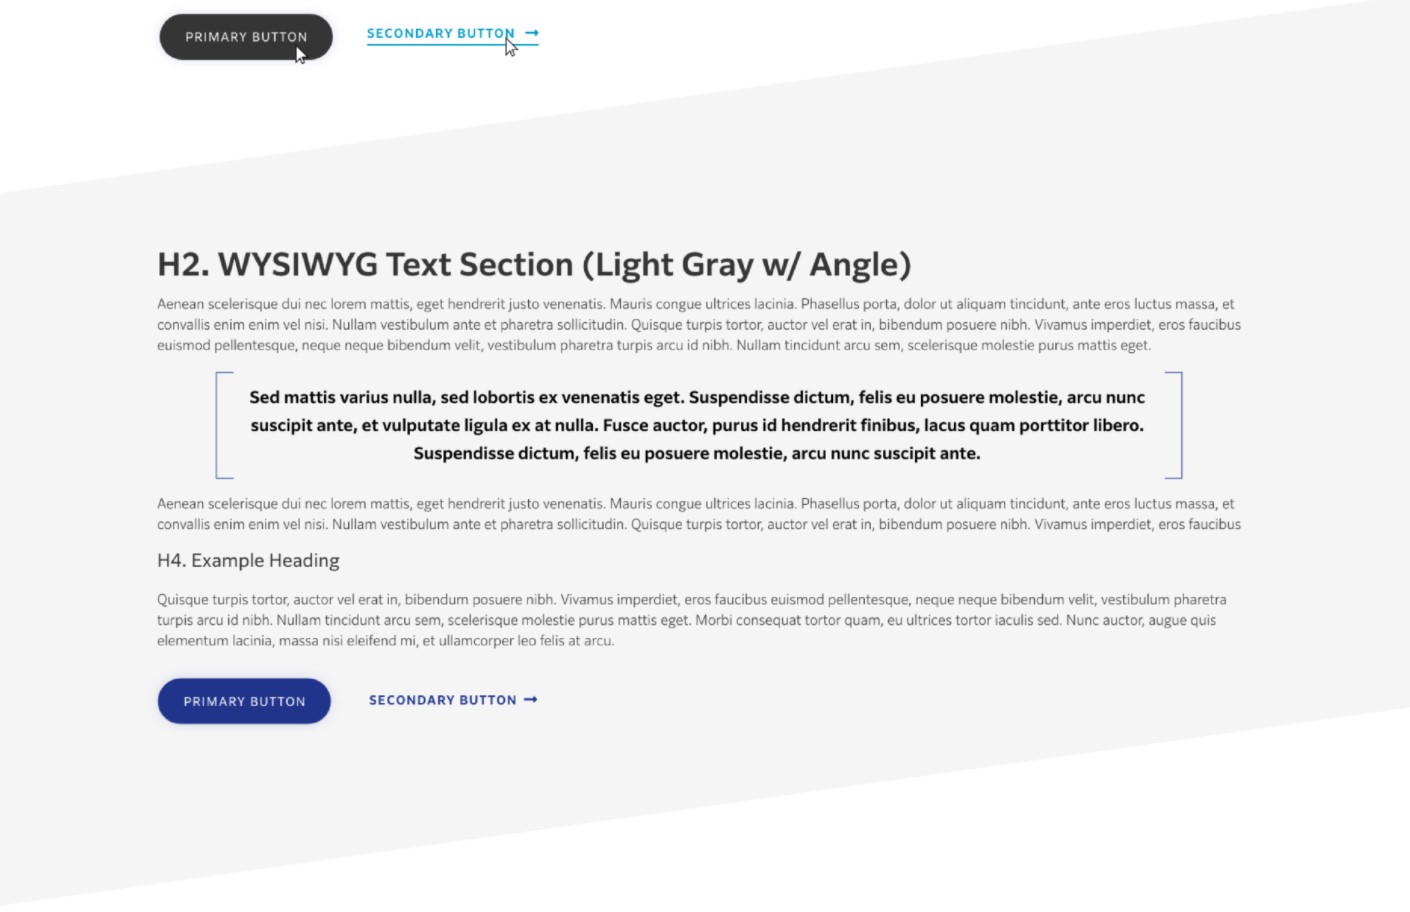 PRIMARY BUTTON
SECONDARY BUTTON
H2. WYSIWYG Text Section (Light Gray w/ Angle)
Aenean scelerisque dui nec lorem mattis, eget hendrerit justo venenatis. Mauris congue ultrices lacinia. Phasellus porta, dolor ut aliquam tincidunt, ante eros luctus massa, et
convallis enim enim vel nisi. Nullam vestibulum ante et pharetra sollicitudin. Quisque turpis tortor, auctor vel erat in, bibendum posuere nibh. Vivamus imperdiet, eros faucibus
euismod pellentesque, neque neque bibendum velit, vestibulum pharetra turpis arcu id nibh. Nullam tincidunt arcu sem, scelerisque molestie purus mattis eget.
Sed mattis varius nulla, sed lobortis ex venenatis eget. Suspendisse dictum, felis eu posuere molestie, arcu nunc
suscipit ante, et vulputate ligula ex at nulla. Fusce auctor, purus id hendrerit finibus, lacus quam porttitor libero.
Suspendisse dictum, felis eu posuere molestie, arcu nunc suscipit ante.
Aenean scelerisque dui nec lorem mattis, eget hendrerit justo venenatis. Mauris congue ultrices lacinia. Phasellus porta, dolor ut aliquam tincidunt, ante eros luctus massa, et
convallis enim enim vel nisi. Nullam vestibulum ante et pharetra sollicitudin. Quisque turpis tortor, auctor vel erat in, bibendum posuere nibh. Vivamus imperdiet, eros faucibus
H4. Example Heading
Quisque turpis tortor, auctor vel erat in, bibendum posuere nibh. Vivamus imperdiet, eros faucibus euismod pellentesque, neque neque bibendum velit, vestibulum pharetra
turpis arcu id nibh. Nullam tincidunt arcu sem, scelerisque molestie purus mattis eget. Morbi consequat tortor quam, eu ultrices tortor iaculis sed. Nunc auctor, augue quis
elementum lacinia, massa nisi eleifend mi, et ullamcorper leo felis at arcu.
PRIMARY BUTTON
SECONDARY BUTTON